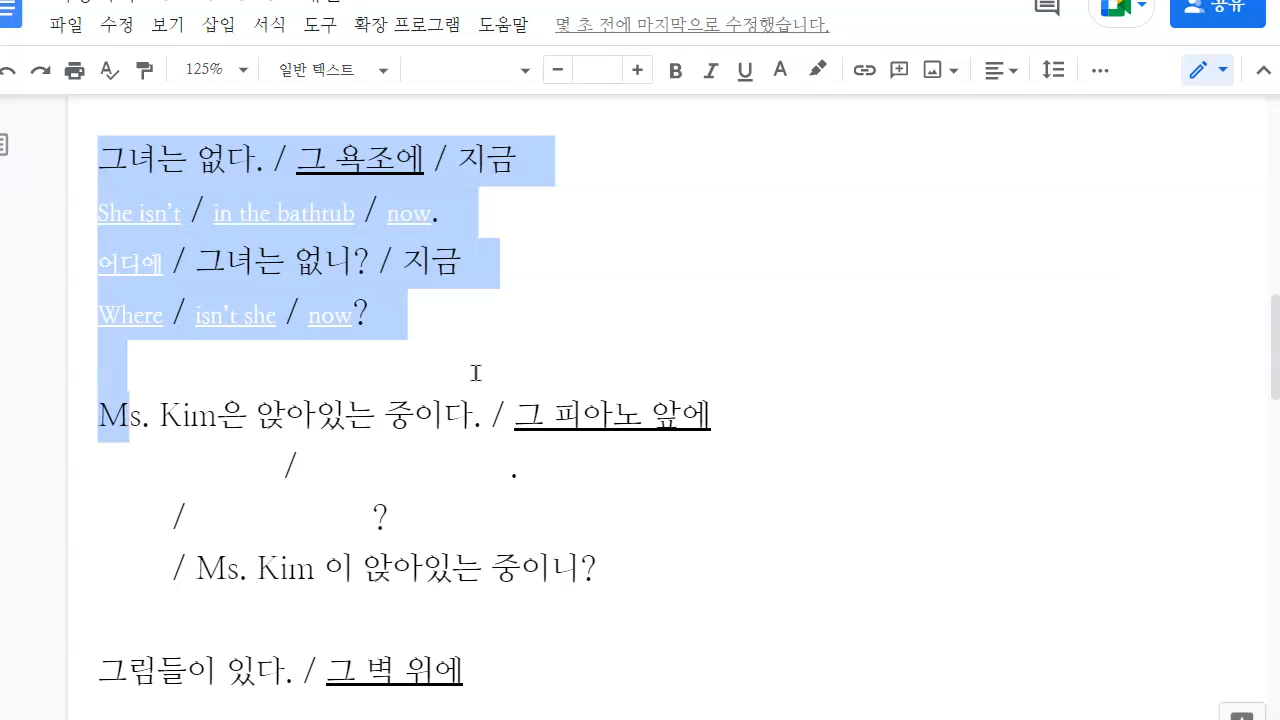 파일 수정 보기 삽입 서식 도구 확장 프로그램 도움말 몇 초 전에 마지막으로 수정했습니다.
공유
125% 일반 텍스트 B I U A
그녀는 없다. / 그 욕조에 / 지금
She isn't / in the bathtub / now.
어디에 / 그녀는 없니? / 지금
Where / isn't she / now?
Ms. Kim은 앉아있는 중이다. / 그 피아노 앞에
/ .
/ ?
/ Ms. Kim 이 앉아있는 중이니?
그림들이 있다. / 그 벽 위에